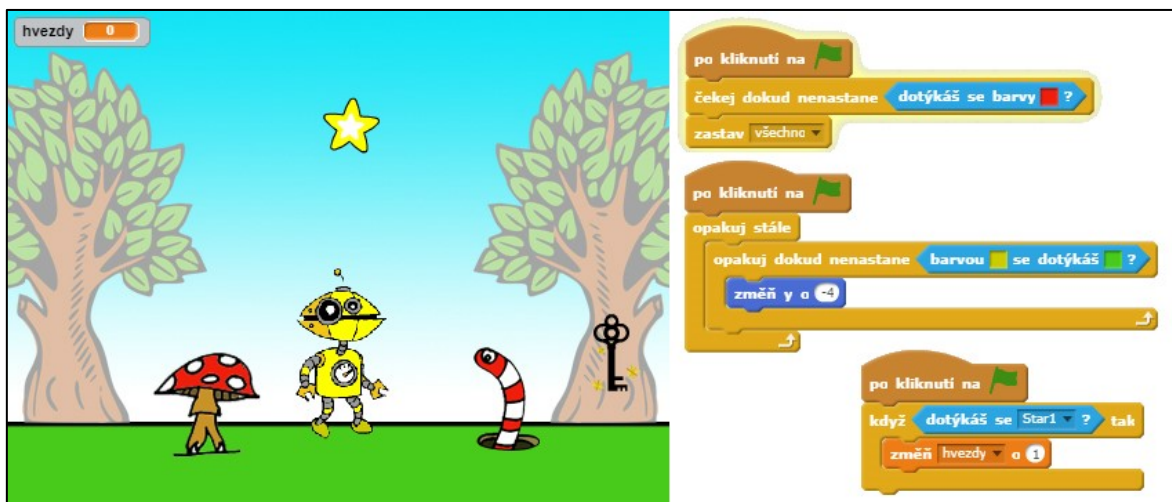 hvezdy 0
po kliknutí na
čekej dokud nenastane dotýkáš se barvy ?
zastav všechno
po kliknutí na
opakuj stále
opakuj dokud nenastane barvou se dotýkáš ?
změň y o -4
po kliknutí na
když dotýkáš se Star1 ? tak
změň hvezdy o 1